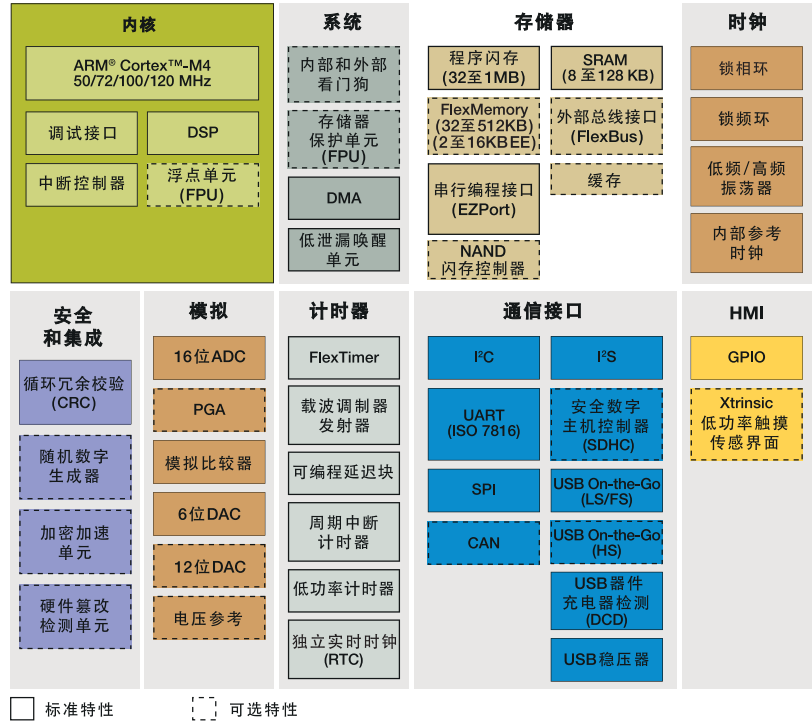 内核
ARM® Cortex™-M4
50/72/100/120 MHz
调试接口
DSP
中断控制器
浮点单元
(FPU)
系统
内部和外部
看门狗
存储器
保护单元
(FPU)
DMA
低泄漏唤醒
单元
存储器
程序闪存
(32至1MB)
SRAM
(8至128 KB)
FlexMemory
(32至512KB)
(2至16KBEE)
外部总线接口
(FlexBus)
串行编程接口
(EZPort)
缓存
NAND
闪存控制器
时钟
锁相环
锁频环
低频/高频
振荡器
内部参考
时钟
安全
和集成
循环冗余校验
(CRC)
随机数字
生成器
加密加速
单元
硬件篡改
检测单元
模拟
16位ADC
PGA
模拟比较器
6位DAC
12位DAC
电压参考
计时器
FlexTimer
载波调制器
发射器
可编程延迟块
周期中断
计时器
低功率计时器
独立实时时钟
(RTC)
通信接口
I²C
I²S
UART
(ISO 7816)
安全数字
主机控制器
(SDHC)
SPI
USB On-the-Go
(LS/FS)
CAN
USB On-the-Go
(HS)
USB器件
充电器检测
(DCD)
USB稳压器
HMI
GPIO
Xtrinsic
低功率触摸
传感界面
标准特性
可选特性